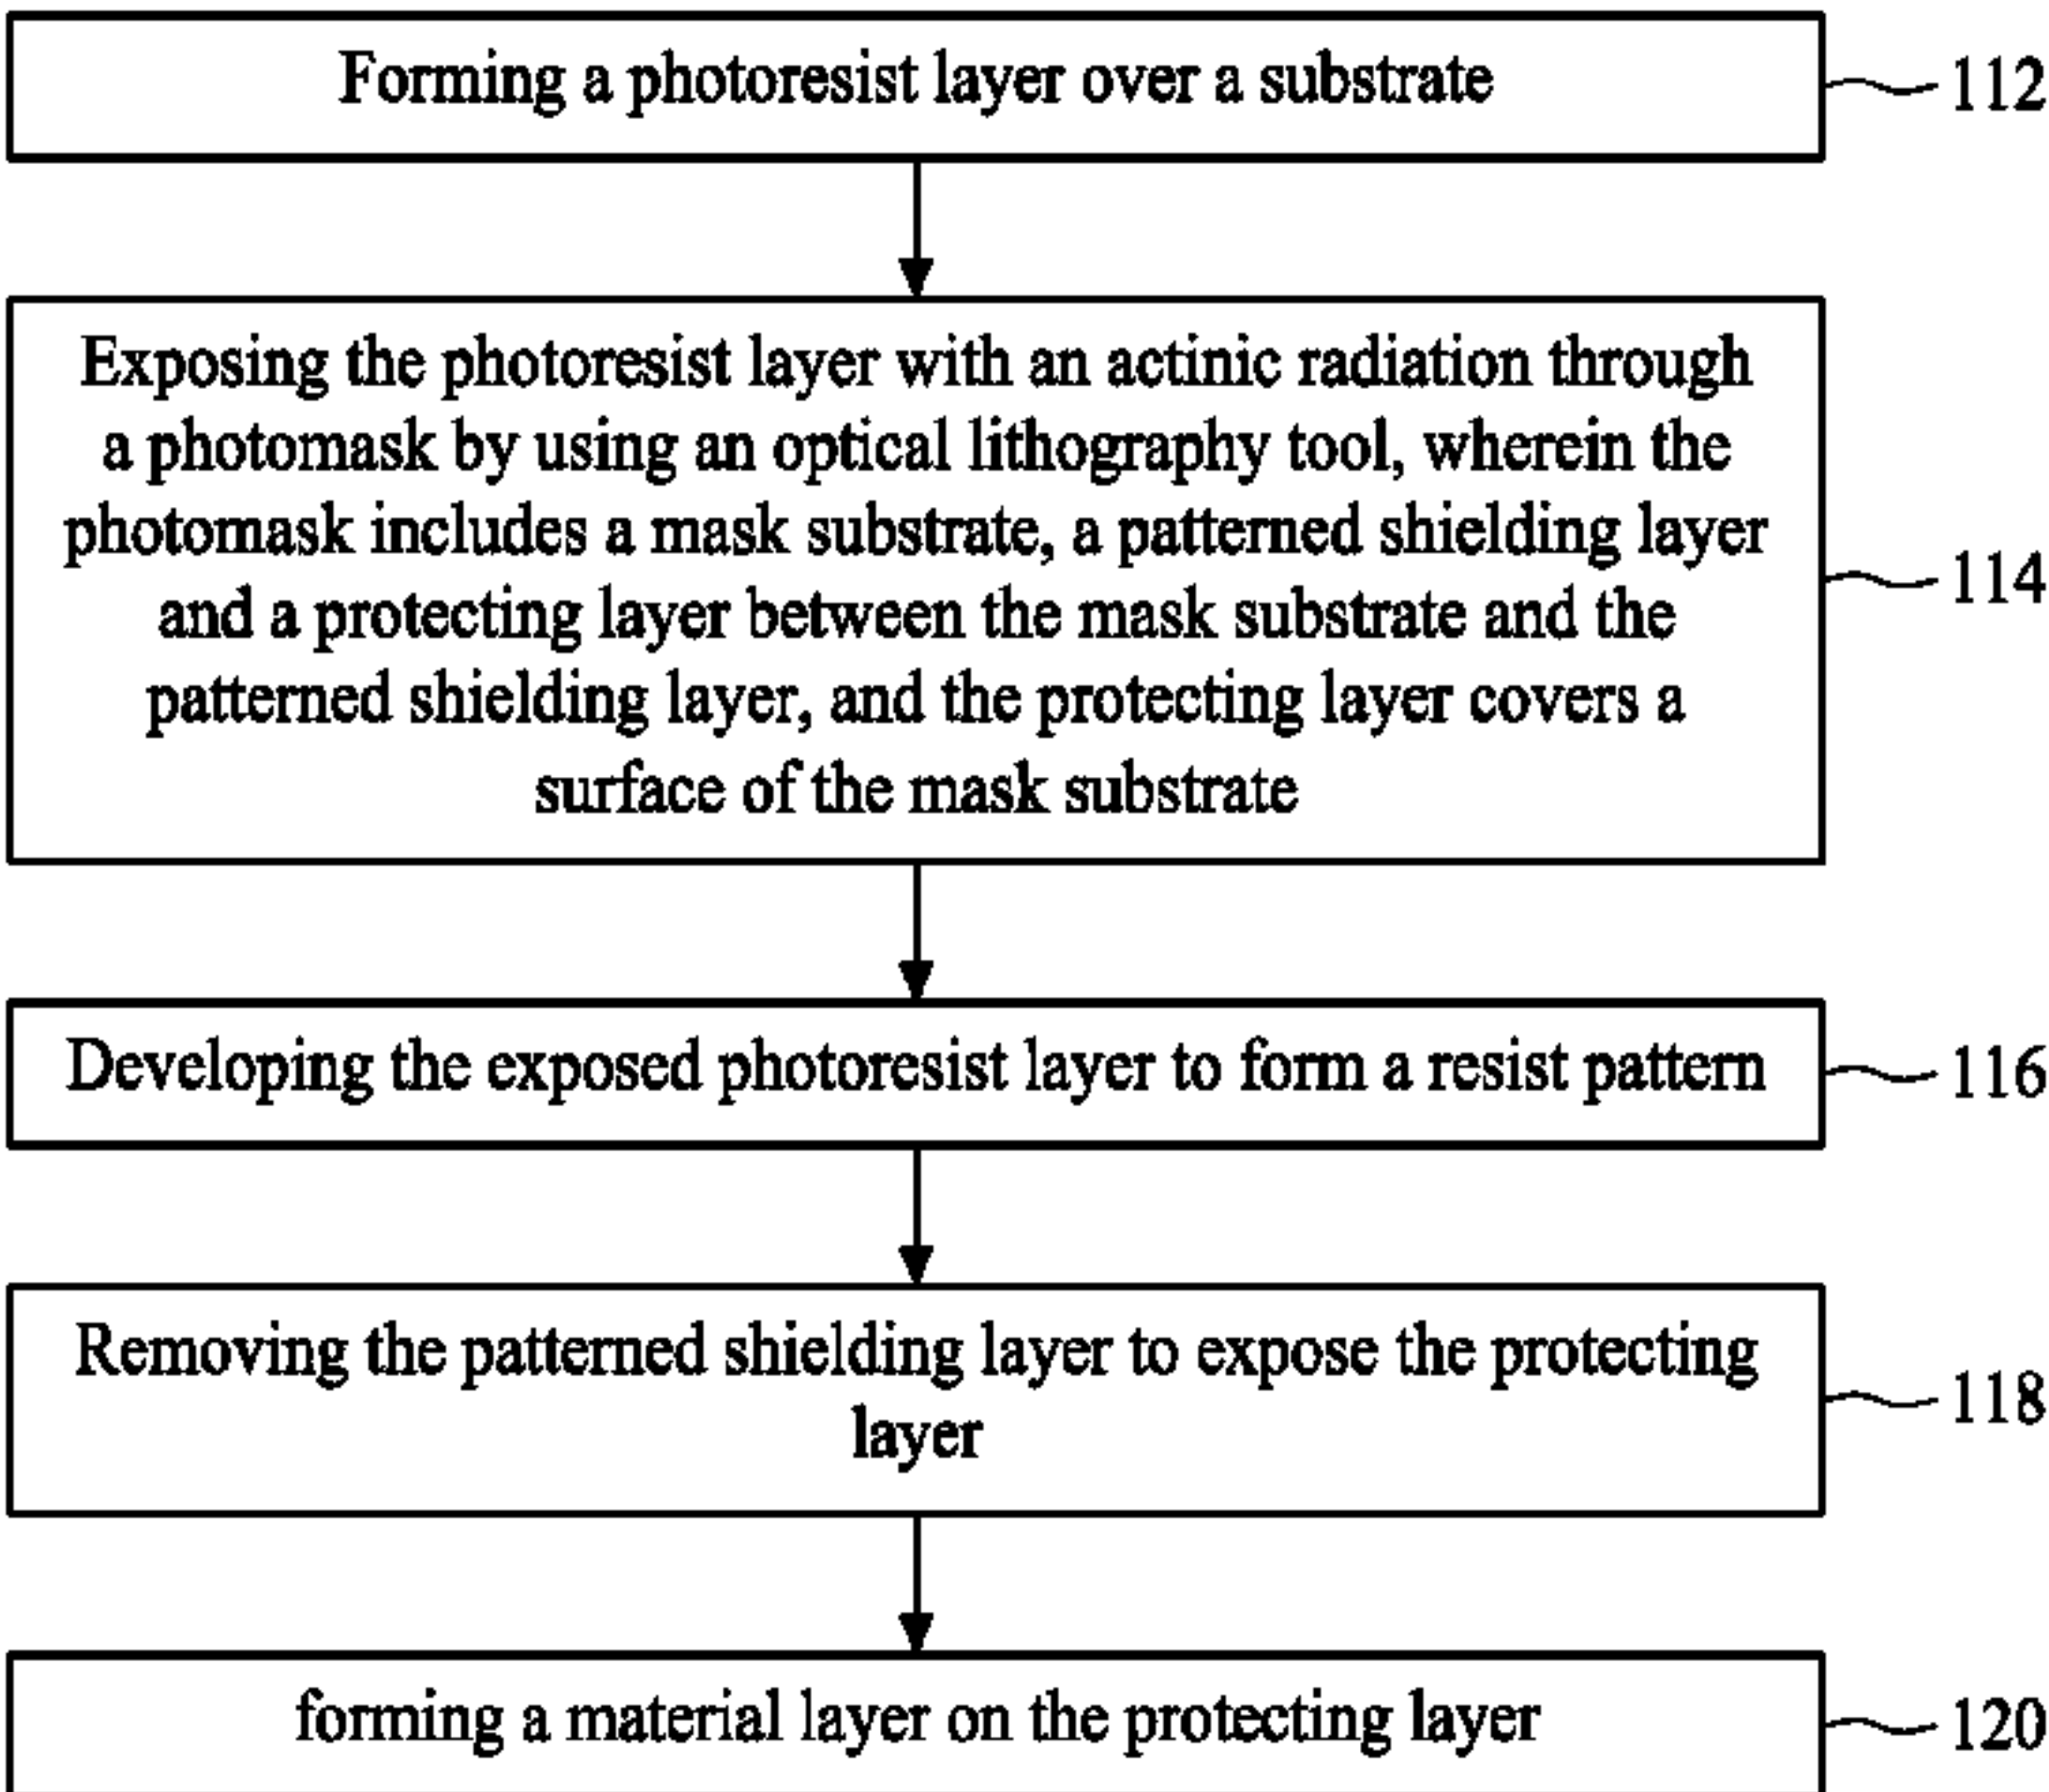 Forming a photoresist layer over a substrate
112
Exposing the photoresist layer with an actinic radiation through
a photomask by using an optical lithography tool, wherein the
photomask includes a mask substrate, a patterned shielding layer
and a protecting layer between the mask substrate and the
patterned shielding layer, and the protecting layer covers a
surface of the mask substrate
114
Developing the exposed photoresist layer to form a resist pattern
116
Removing the patterned shielding layer to expose the protecting
layer
118
forming a material layer on the protecting layer
120